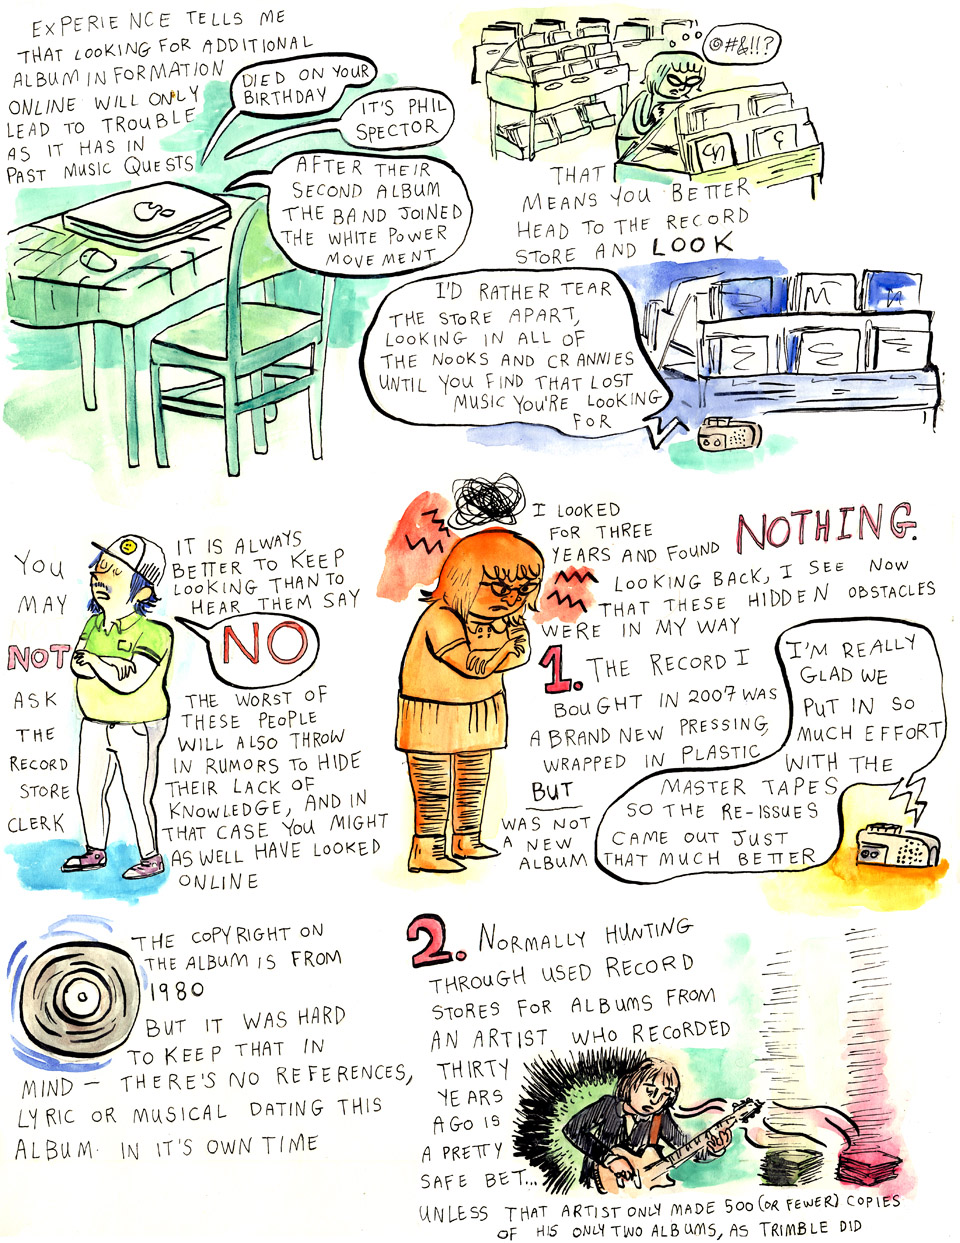 EXPERIENCE TELLS ME
THAT LOOKING FOR ADDITIONAL
ALBUM INFORMATION
ONLINE WILL ONLY
LEAD TO TROUBLE
AS IT HAS IN
PAST MUSIC QUESTS
DIED ON YOUR
BIRTHDAY
IT'S PHIL
SPECTOR
AFTER THEIR
SECOND ALBUM
THE BAND JOINED
THE WHITE POWER
MOVEMENT
@#&!!?
THAT
MEANS YOU BETTER
HEAD TO THE RECORD
STORE AND LOOK
I'D RATHER TEAR
THE STORE APART,
LOOKING IN ALL OF
THE NOOKS AND CRANNIES
UNTIL YOU FIND THAT LOST
MUSIC YOU'RE LOOKING
FOR
YOU
MAY
NOT
ASK
THE
RECORD
STORE
CLERK
IT IS ALWAYS
BETTER TO KEEP
LOOKING THAN TO
HEAR THEM SAY
NO
THE WORST OF
THESE PEOPLE
WILL ALSO THROW
IN RUMORS TO HIDE
THEIR LACK OF
KNOWLEDGE, AND IN
THAT CASE YOU MIGHT
AS WELL HAVE LOOKED
ONLINE
I LOOKED
FOR THREE
YEARS AND FOUND NOTHING.
LOOKING BACK, I SEE NOW
THAT THESE HIDDEN OBSTACLES
WERE IN MY WAY
1. THE RECORD I
BOUGHT IN 2007 WAS
A BRAND NEW PRESSING,
WRAPPED IN PLASTIC
BUT
WAS NOT
A NEW
ALBUM
I'M REALLY
GLAD WE
PUT IN SO
MUCH EFFORT
WITH THE
MASTER TAPES
SO THE RE-ISSUES
CAME OUT JUST
THAT MUCH BETTER
THE COPYRIGHT ON
THE ALBUM IS FROM
1980
BUT IT WAS HARD
TO KEEP THAT IN
MIND – THERE'S NO REFERENCES,
LYRIC OR MUSICAL DATING THIS
ALBUM IN IT'S OWN TIME
2. NORMALLY HUNTING
THROUGH USED RECORD
STORES FOR ALBUMS FROM
AN ARTIST WHO RECORDED
THIRTY
YEARS
AGO IS
A PRETTY
SAFE BET...
UNLESS THAT ARTIST ONLY MADE 500 (OR FEWER) COPIES
OF HIS ONLY TWO ALBUMS, AS TRIMBLE DID